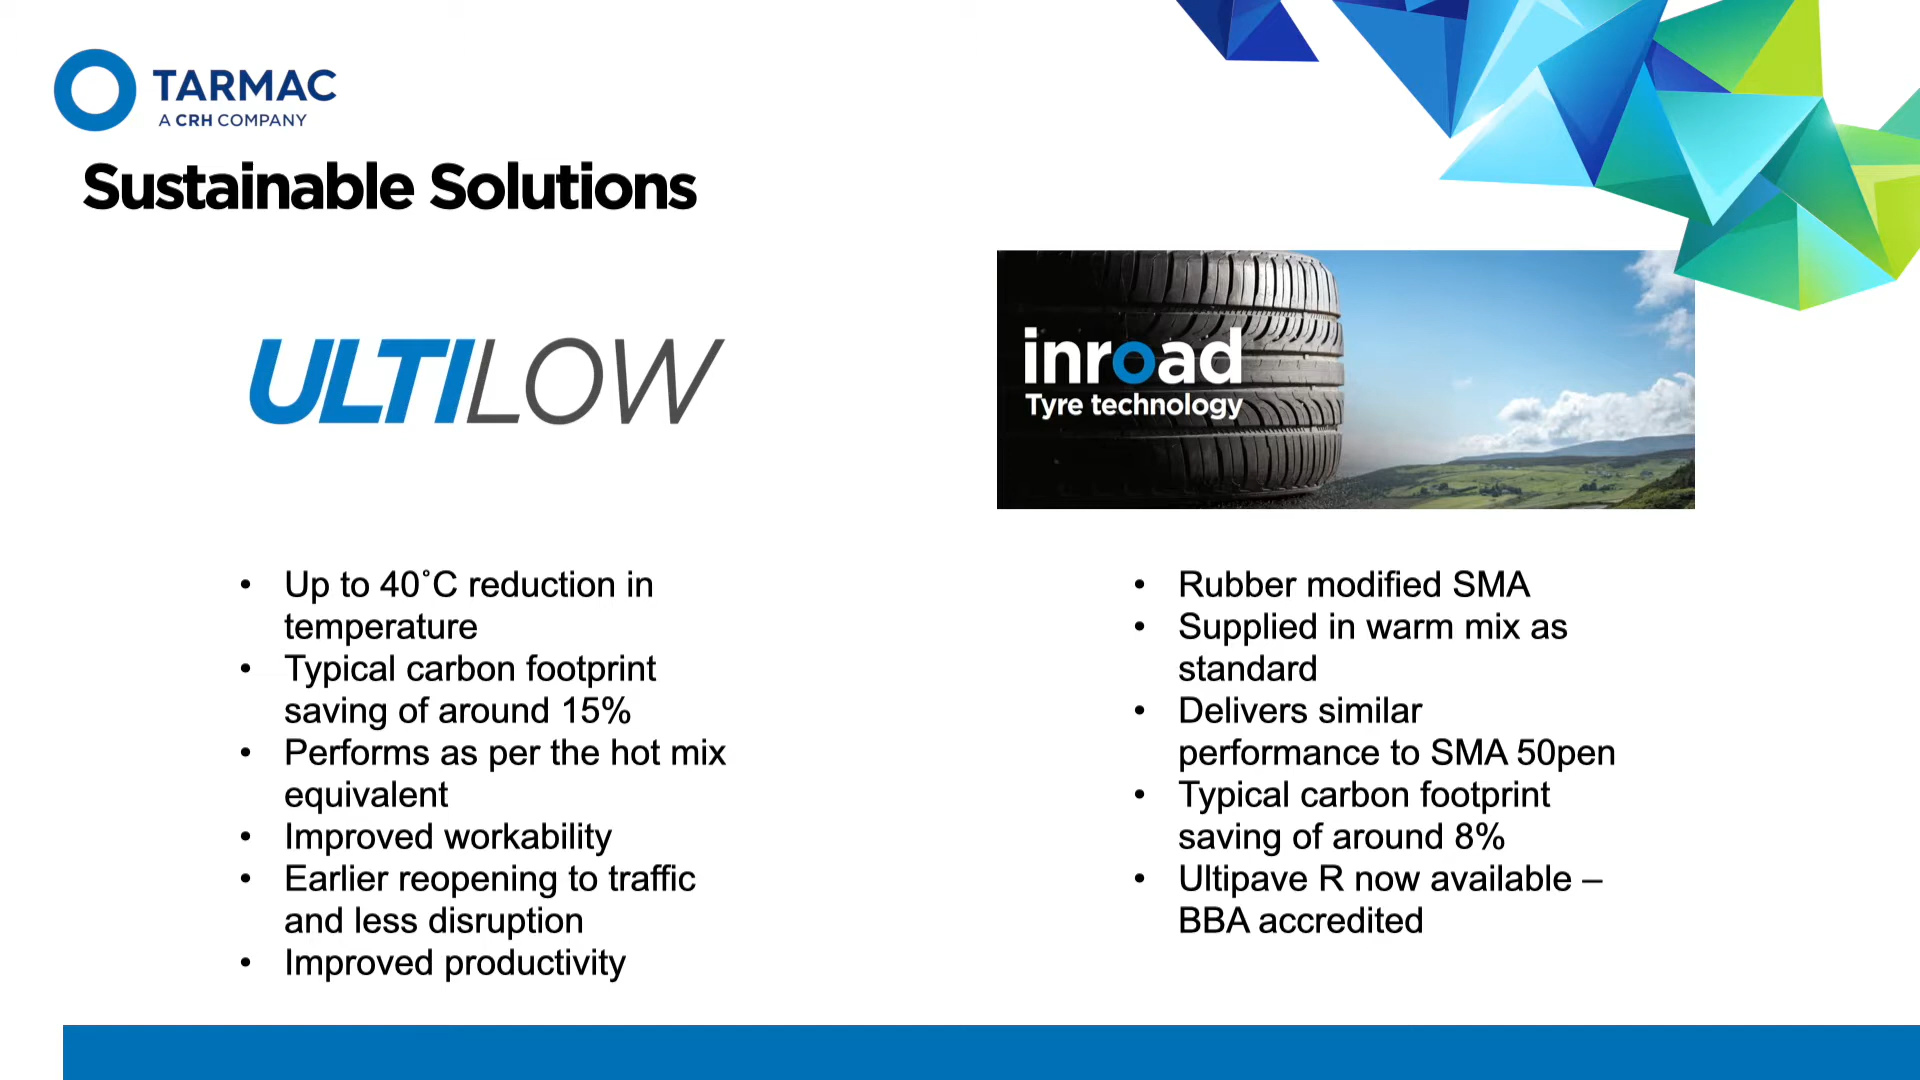 TARMAC
A CRH COMPANY
Sustainable Solutions
ULTILOW
• Up to 40˚C reduction in
temperature
• Typical carbon footprint
saving of around 15%
• Performs as per the hot mix
equivalent
• Improved workability
• Earlier reopening to traffic
and less disruption
• Improved productivity
inroad
Tyre technology
• Rubber modified SMA
• Supplied in warm mix as
standard
• Delivers similar
performance to SMA 50pen
• Typical carbon footprint
saving of around 8%
• Ultipave R now available –
BBA accredited